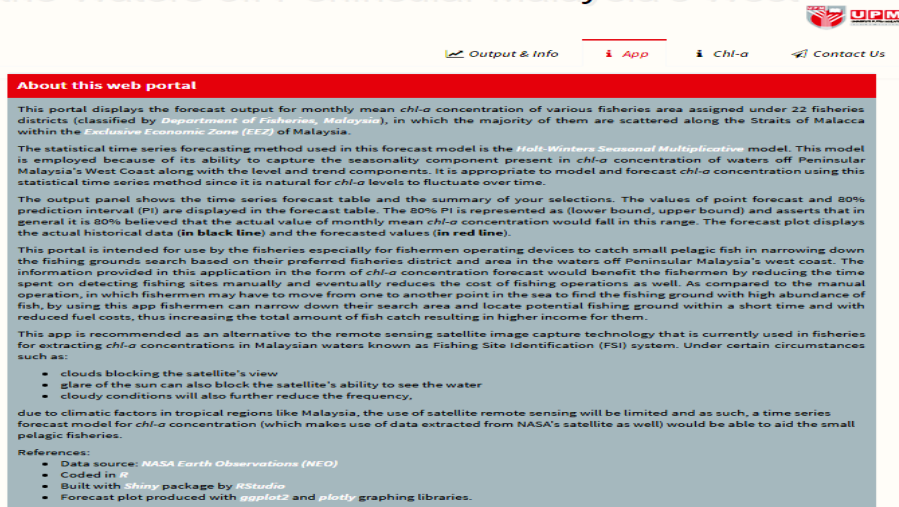 UPM
Output & Info
App
Chl-a
Contact Us
About this web portal
This portal displays the forecast output for monthly mean chl-a concentration of various fisheries area assigned under 22 fisheries
districts (classified by Department of Fisheries, Malaysia), in which the majority of them are scattered along the Straits of Malacca
within the Exclusive Economic Zone (EEZ) of Malaysia.
The statistical time series forecasting method used in this forecast model is the Holt-Winters Seasonal Multiplicative model. This model
is employed because of its ability to capture the seasonality component present in chl-a concentration of waters off Peninsular
Malaysia's West Coast along with the level and trend components. It is appropriate to model and forecast chl-a concentration using this
statistical time series method since it is natural for chl-a levels to fluctuate over time.
The output panel shows the time series forecast table and the summary of your selections. The values of point forecast and 80%
prediction interval (PI) are displayed in the forecast table. The 80% PI is represented as (lower bound, upper bound) and asserts that in
general it is 80% believed that the actual value of monthly mean chl-a concentration would fall in this range. The forecast plot displays
the actual historical data (in black line) and the forecasted values (in red line).
This portal is intended for use by the fisheries especially for fishermen operating devices to catch small pelagic fish in narrowing down
the fishing grounds search based on their preferred fisheries district and area in the waters off Peninsular Malaysia's west coast. The
information provided in this application in the form of chl-a concentration forecast would benefit the fishermen by reducing the time
spent on detecting fishing sites manually and eventually reduces the cost of fishing operations as well. As compared to the manual
operation, in which fishermen may have to move from one to another point in the sea to find the fishing ground with high abundance of
fish, by using this app fishermen can narrow down their search area and locate potential fishing ground within a short time and with
reduced fuel costs, thus increasing the total amount of fish catch resulting in higher income for them.
This app is recommended as an alternative to the remote sensing satellite image capture technology that is currently used in fisheries
for extracting chl-a concentrations in Malaysian waters known as Fishing Site Identification (FSI) system. Under certain circumstances
such as:
• clouds blocking the satellite's view
• glare of the sun can also block the satellite's ability to see the water
• cloudy conditions will also further reduce the frequency,
due to climatic factors in tropical regions like Malaysia, the use of satellite remote sensing will be limited and as such, a time series
forecast model for chl-a concentration (which makes use of data extracted from NASA's satellite as well) would be able to aid the small
pelagic fisheries.
References:
• Data source: NASA Earth Observations (NEO)
• Coded in R
• Built with Shiny package by RStudio
• Forecast plot produced with ggplot2 and plotly graphing libraries.